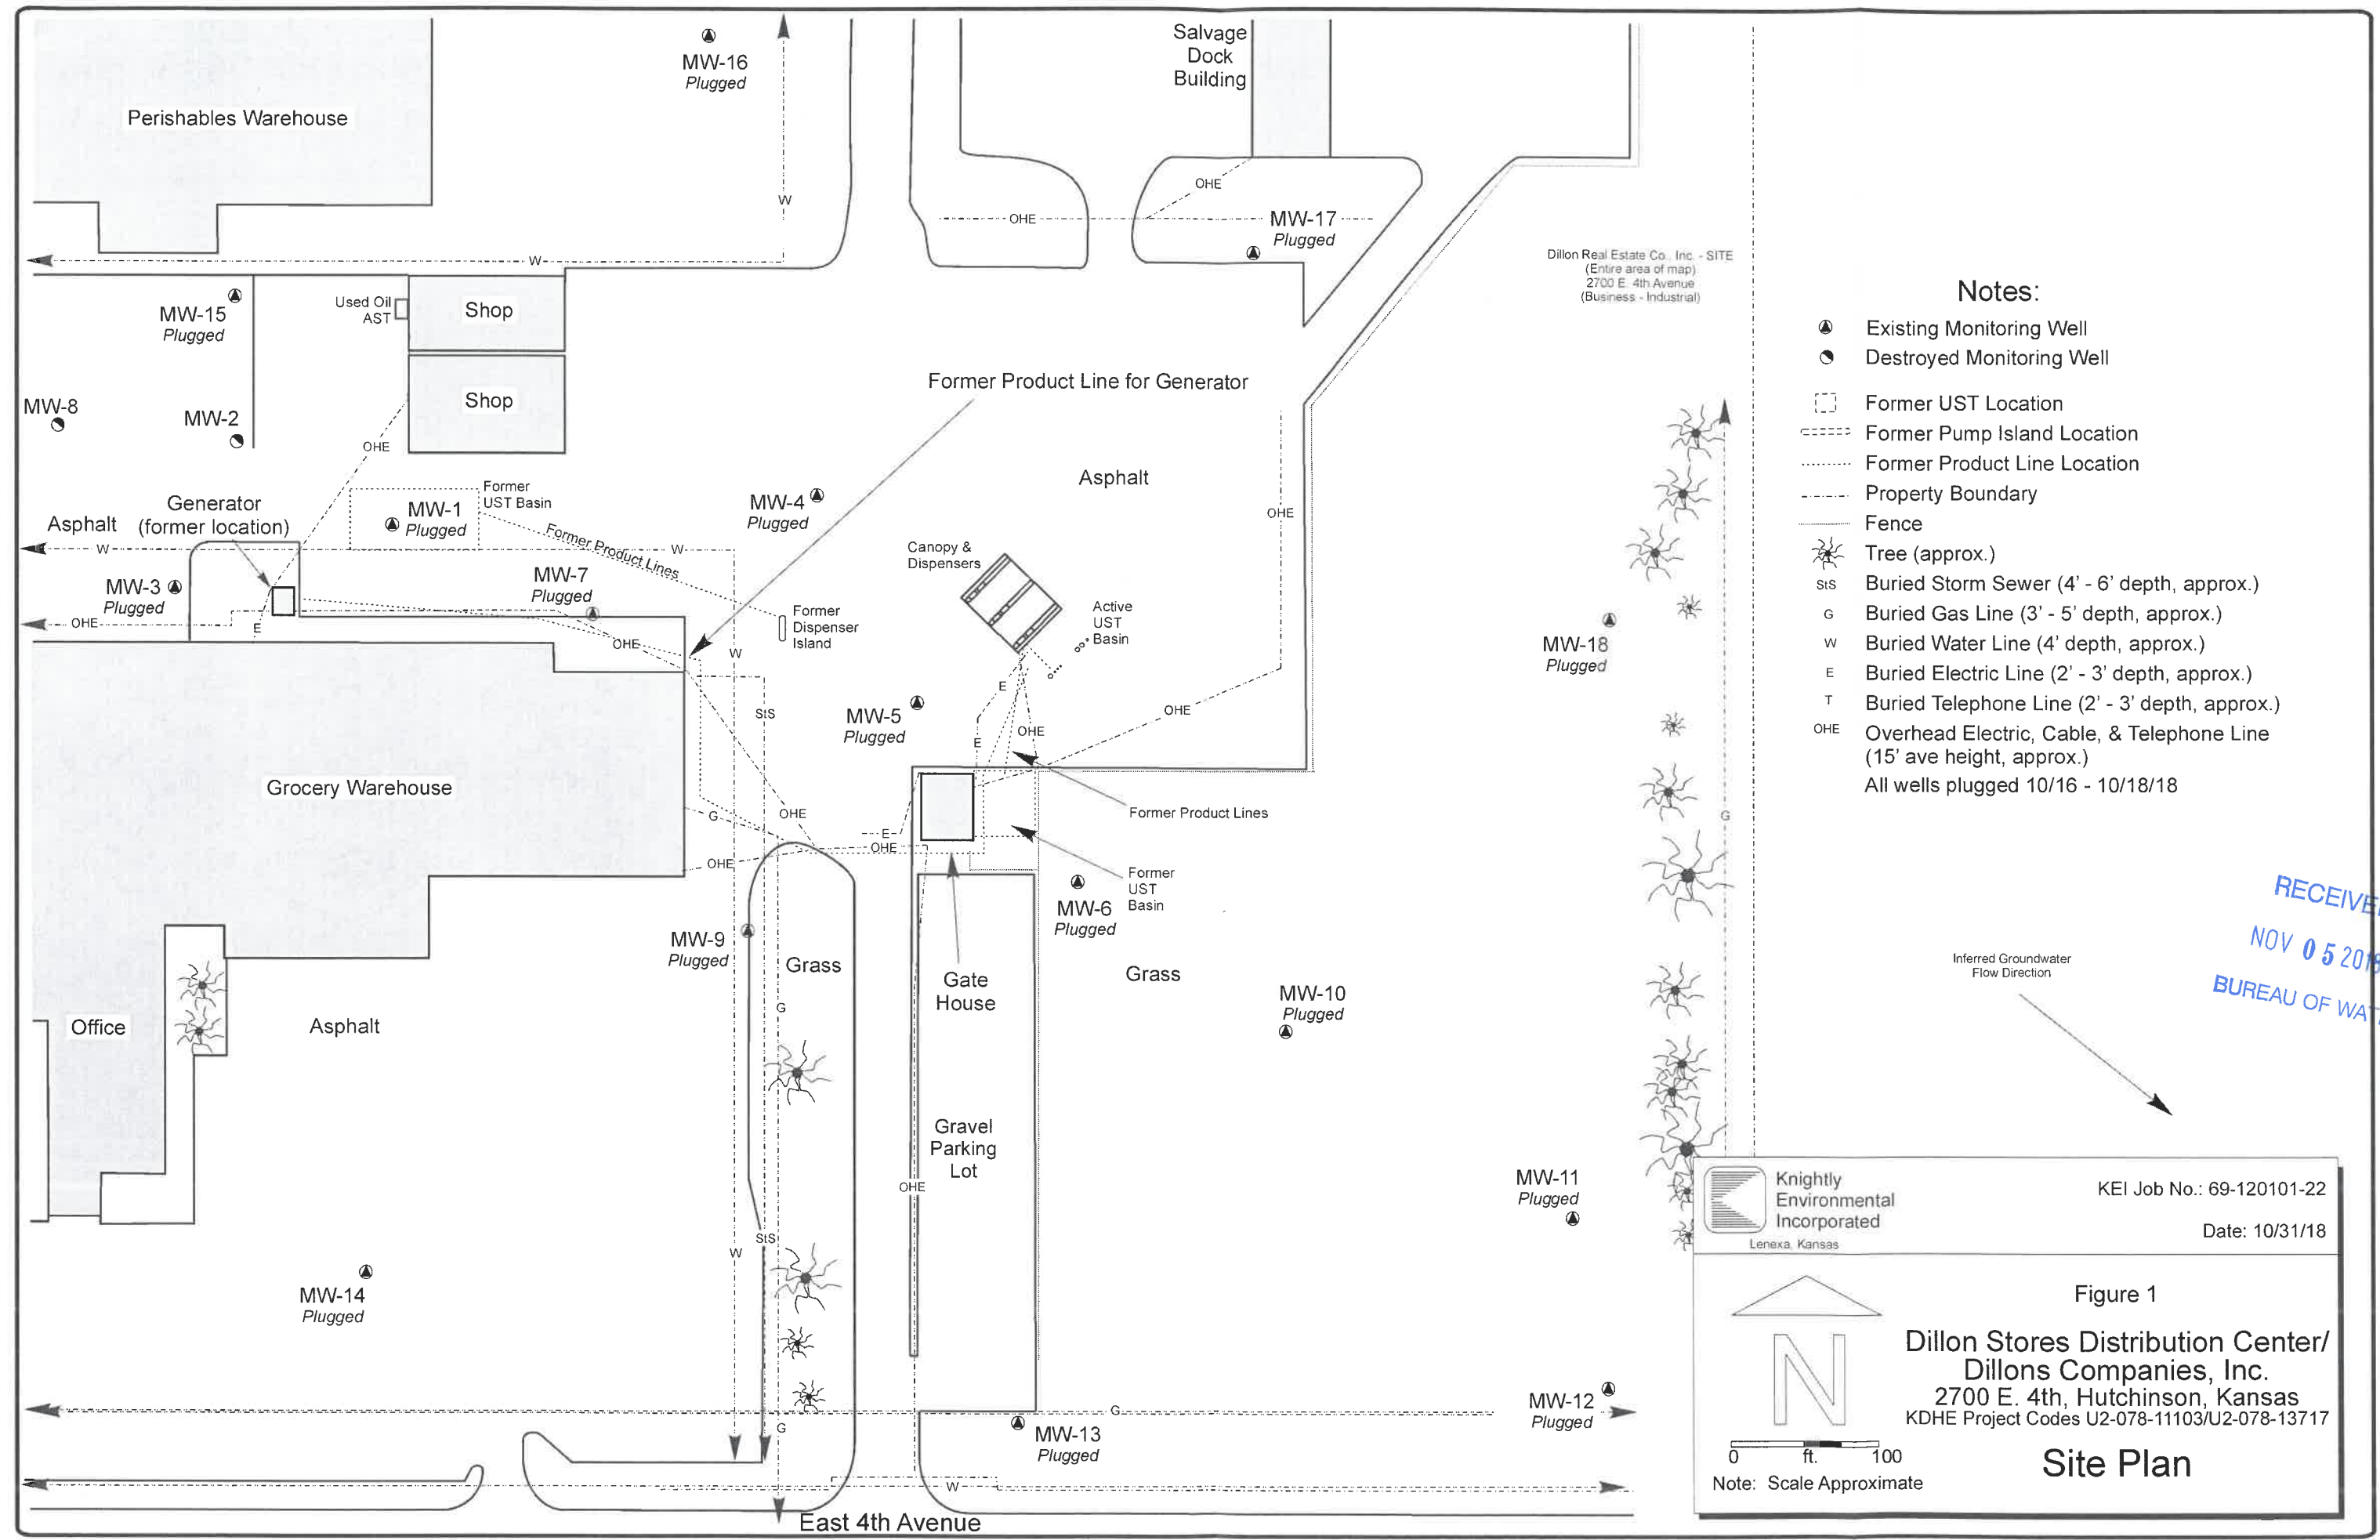 MW-16
Plugged
Salvage
Dock
Building
Perishables Warehouse
W
OHE
OHE
MW-17
Plugged
W
Dillon Real Estate Co., Inc. - SITE
(Entire area of map)
2700 E. 4th Avenue
(Business - Industrial)
MW-15
Plugged
Used Oil
AST
Shop
Shop
MW-8
MW-2
OHE
Former Product Line for Generator
Asphalt
Generator
(former location)
Asphalt
MW-1
Plugged
Former
UST Basin
Former Product Lines
MW-4
Plugged
OHE
W
W
MW-3
Plugged
MW-7
Plugged
Canopy &
Dispensers
Active
UST
Basin
Former
Dispenser
Island
OHE
E
OHE
W
MW-18
Plugged
StS
MW-5
Plugged
E
E
OHE
OHE
Grocery Warehouse
G
OHE
OHE
E
OHE
Former Product Lines
Former
UST
Basin
G
MW-6
Plugged
MW-9
Plugged
Grass
Gate
House
Grass
MW-10
Plugged
Office
Asphalt
G
Gravel
Parking
Lot
OHE
MW-11
Plugged
StS
W
MW-14
Plugged
MW-12
Plugged
G
G
MW-13
Plugged
W
East 4th Avenue
Notes:
Existing Monitoring Well
Destroyed Monitoring Well
Former UST Location
Former Pump Island Location
Former Product Line Location
Property Boundary
Fence
Tree (approx.)
StS Buried Storm Sewer (4' - 6' depth, approx.)
G Buried Gas Line (3' - 5' depth, approx.)
W Buried Water Line (4' depth, approx.)
E Buried Electric Line (2' - 3' depth, approx.)
T Buried Telephone Line (2' - 3' depth, approx.)
OHE Overhead Electric, Cable, & Telephone Line
(15' ave height, approx.)
All wells plugged 10/16 - 10/18/18
RECEIVE
NOV 05 2018
BUREAU OF WAT
Inferred Groundwater
Flow Direction
Knightly
Environmental
Incorporated
Lenexa, Kansas
KEI Job No.: 69-120101-22
Date: 10/31/18
N
0 ft. 100
Note: Scale Approximate
Figure 1
Dillon Stores Distribution Center/
Dillons Companies, Inc.
2700 E. 4th, Hutchinson, Kansas
KDHE Project Codes U2-078-11103/U2-078-13717
Site Plan